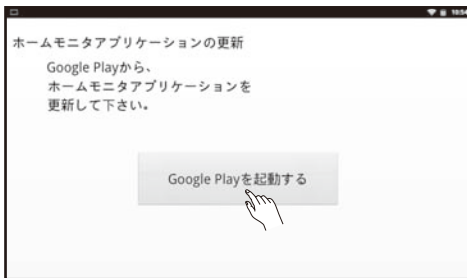 10:54
ホームモニタアプリケーションの更新
Google Playから、
ホームモニタアプリケーションを
更新して下さい。
Google Playを起動する